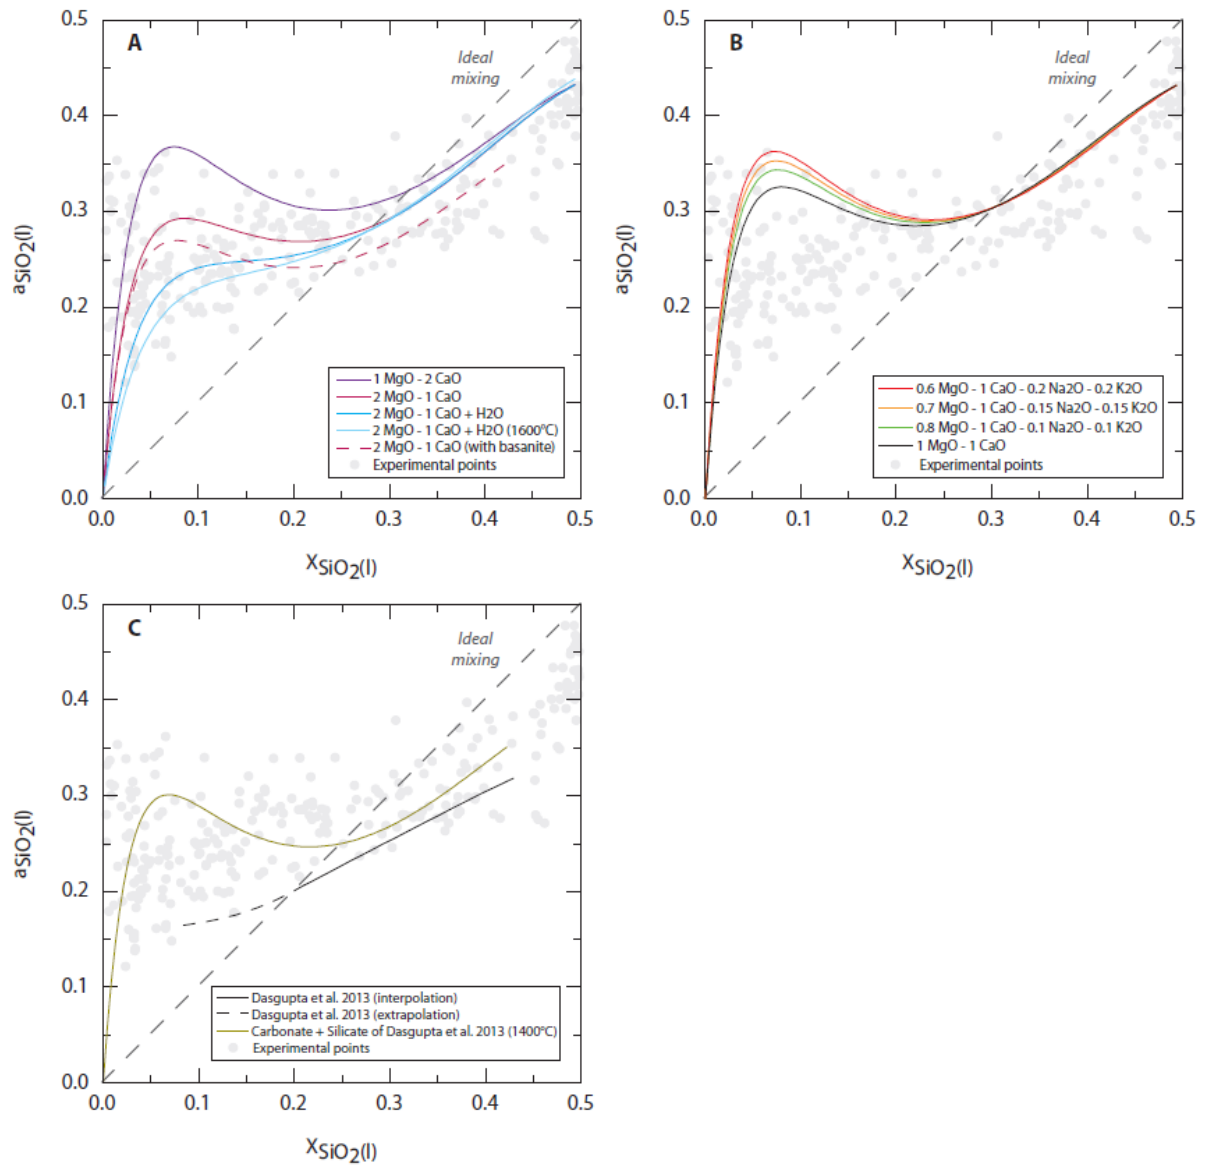 A
Ideal
mixing
0.5
0.4
0.3
0.2
0.1
0.0
aSiO2(l)
1 MgO - 2 CaO
2 MgO - 1 CaO
2 MgO - 1 CaO + H2O
2 MgO - 1 CaO + H2O (1600°C)
2 MgO - 1 CaO (with basanite)
Experimental points
0.0 0.1 0.2 0.3 0.4 0.5
XSiO2(l)
B
Ideal
mixing
0.5
0.4
0.3
0.2
0.1
0.0
aSiO2(l)
0.6 MgO - 1 CaO - 0.2 Na2O - 0.2 K2O
0.7 MgO - 1 CaO - 0.15 Na2O - 0.15 K2O
0.8 MgO - 1 CaO - 0.1 Na2O - 0.1 K2O
1 MgO - 1 CaO
Experimental points
0.0 0.1 0.2 0.3 0.4 0.5
XSiO2(l)
C
Ideal
mixing
0.5
0.4
0.3
0.2
0.1
0.0
aSiO2(l)
Dasgupta et al. 2013 (interpolation)
Dasgupta et al. 2013 (extrapolation)
Carbonate + Silicate of Dasgupta et al. 2013 (1400°C)
Experimental points
0.0 0.1 0.2 0.3 0.4 0.5
XSiO2(l)